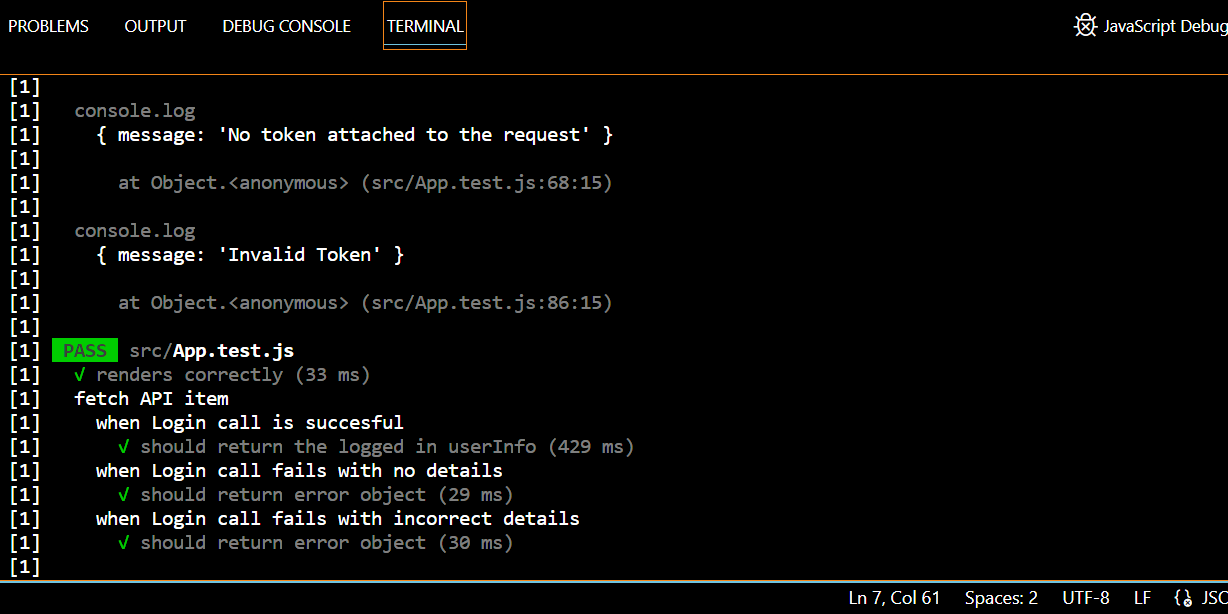 PROBLEMS OUTPUT DEBUG CONSOLE TERMINAL JavaScript Debug
[1]
[1] console.log
[1] { message: 'No token attached to the request' }
[1]
[1] at Object.<anonymous> (src/App.test.js:68:15)
[1]
[1] console.log
[1] { message: 'Invalid Token' }
[1]
[1] at Object.<anonymous> (src/App.test.js:86:15)
[1]
[1] PASS src/App.test.js
[1] √ renders correctly (33 ms)
[1] fetch API item
[1] when Login call is succesful
[1] √ should return the logged in userInfo (429 ms)
[1] when Login call fails with no details
[1] √ should return error object (29 ms)
[1] when Login call fails with incorrect details
[1] √ should return error object (30 ms)
[1]
Ln 7, Col 61 Spaces: 2 UTF-8 LF